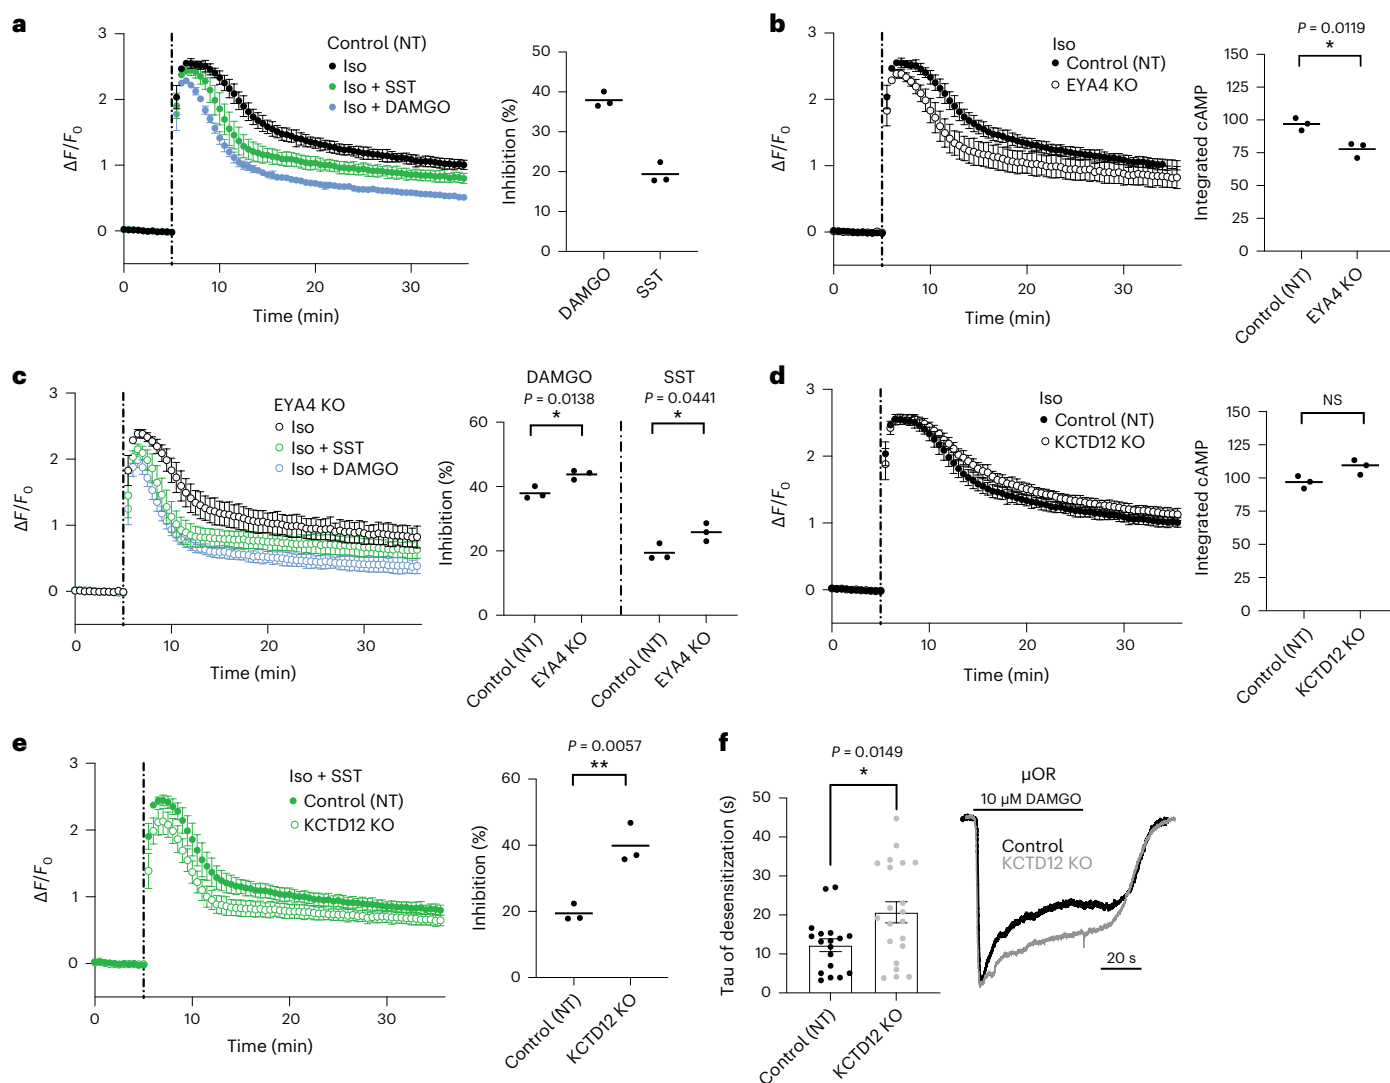 a
3
2
1
0
ΔF/F0
0
10
20
30
Time (min)
Control (NT)
Iso
Iso + SST
Iso + DAMGO
50
40
30
20
10
0
Inhibition (%)
DAMGO
SST
b
3
2
1
0
ΔF/F0
0
10
20
30
Time (min)
Iso
Control (NT)
EYA4 KO
P = 0.0119
*
150
125
100
75
50
25
0
Integrated cAMP
Control (NT)
EYA4 KO
c
3
2
1
0
ΔF/F0
0
10
20
30
Time (min)
EYA4 KO
Iso
Iso + SST
Iso + DAMGO
DAMGO
P = 0.0138
*
SST
P = 0.0441
*
60
40
20
0
Inhibition (%)
Control (NT)
EYA4 KO
Control (NT)
EYA4 KO
d
3
2
1
0
ΔF/F0
0
10
20
30
Time (min)
Iso
Control (NT)
KCTD12 KO
NS
150
125
100
75
50
25
0
Integrated cAMP
Control (NT)
KCTD12 KO
e
3
2
1
0
ΔF/F0
0
10
20
30
Time (min)
Iso + SST
Control (NT)
KCTD12 KO
P = 0.0057
**
60
40
20
0
Inhibition (%)
Control (NT)
KCTD12 KO
f
P = 0.0149
*
50
40
30
20
10
0
Tau of desensitization (s)
Control (NT)
KCTD12 KO
µOR
10 µM DAMGO
Control
KCTD12 KO
20 s